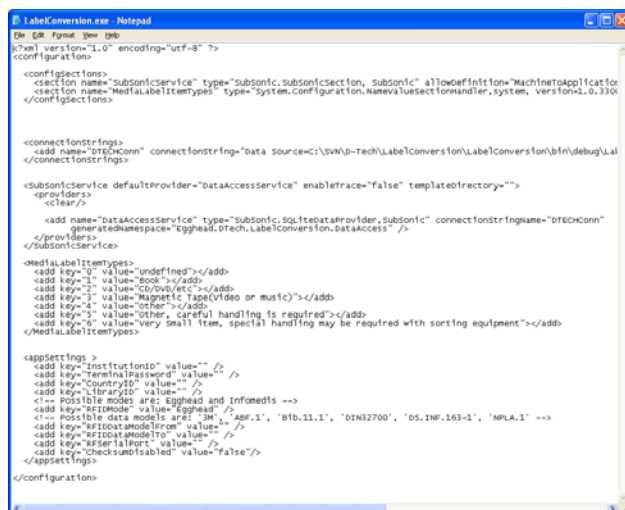 LabelConversion.exe - Notepad
File Edit Format View Help
<?xml version="1.0" encoding="utf-8" ?>
<configuration>
<configSections>
<section name="SubSonicService" type="SubSonic.SubSonicSection, SubSonic" allowDefinition="MachineToApplication
<section name="MediaLabelItemTypes" type="System.Configuration.NameValueSectionHandler,system, Version=1.0.3300
</configSections>
<connectionStrings>
<add name="DTECHConn" connectionString="Data Source=C:\SVN\D-Tech\LabelConversion\LabelConversion\bin\debug\Lab
</connectionStrings>
<SubSonicService defaultProvider="DataAccessService" enableTrace="false" templateDirectory="">
<providers>
<clear/>
<add name="DataAccessService" type="SubSonic.SQLiteDataProvider,SubSonic" connectionStringName="DTECHConn"
generatedNamespace="Egghead.DTech.LabelConversion.DataAccess" />
</providers>
</SubSonicService>
<MediaLabelItemTypes>
<add key="0" value="Undefined"></add>
<add key="1" value="Book"></add>
<add key="2" value="CD/DVD/etc"></add>
<add key="3" value="Magnetic Tape(Video or music)"></add>
<add key="4" value="Other"></add>
<add key="5" value="Other, careful handling is required"></add>
<add key="6" value="Very Small item, special handling may be required with sorting equipment"></add>
</MediaLabelItemTypes>
<appSettings >
<add key="InstitutionID" value="" />
<add key="TerminalPassword" value="" />
<add key="CountryID" value="" />
<add key="LibraryID" value="" />
<!-- Possible modes are: Egghead and Infomedis -->
<add key="RFIDMode" value="Egghead" />
<!-- Possible data models are: '3M', 'ABF.1', 'Bib.11.1', 'DIN32700', 'DS.INF.163-1', 'NPLA.1' -->
<add key="RFIDDataModelFrom" value="" />
<add key="RFIDDataModelTo" value="" />
<add key="RFSerialPort" value="" />
<add key="ChecksumDisabled" value="false"/>
</appSettings>
</configuration>